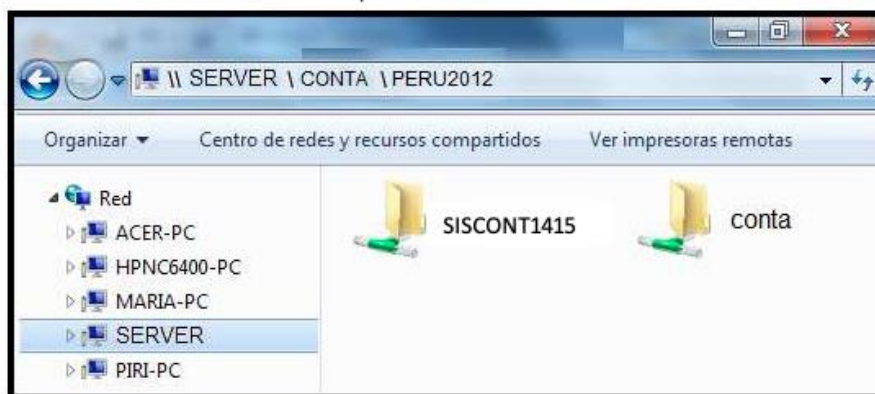 \\ SERVER \ CONTA \PERU2012
Organizar Centro de redes y recursos compartidos Ver impresoras remotas
Red
ACER-PC
HPNC6400-PC
MARIA-PC
SERVER
PIRI-PC
SISCONT1415
conta